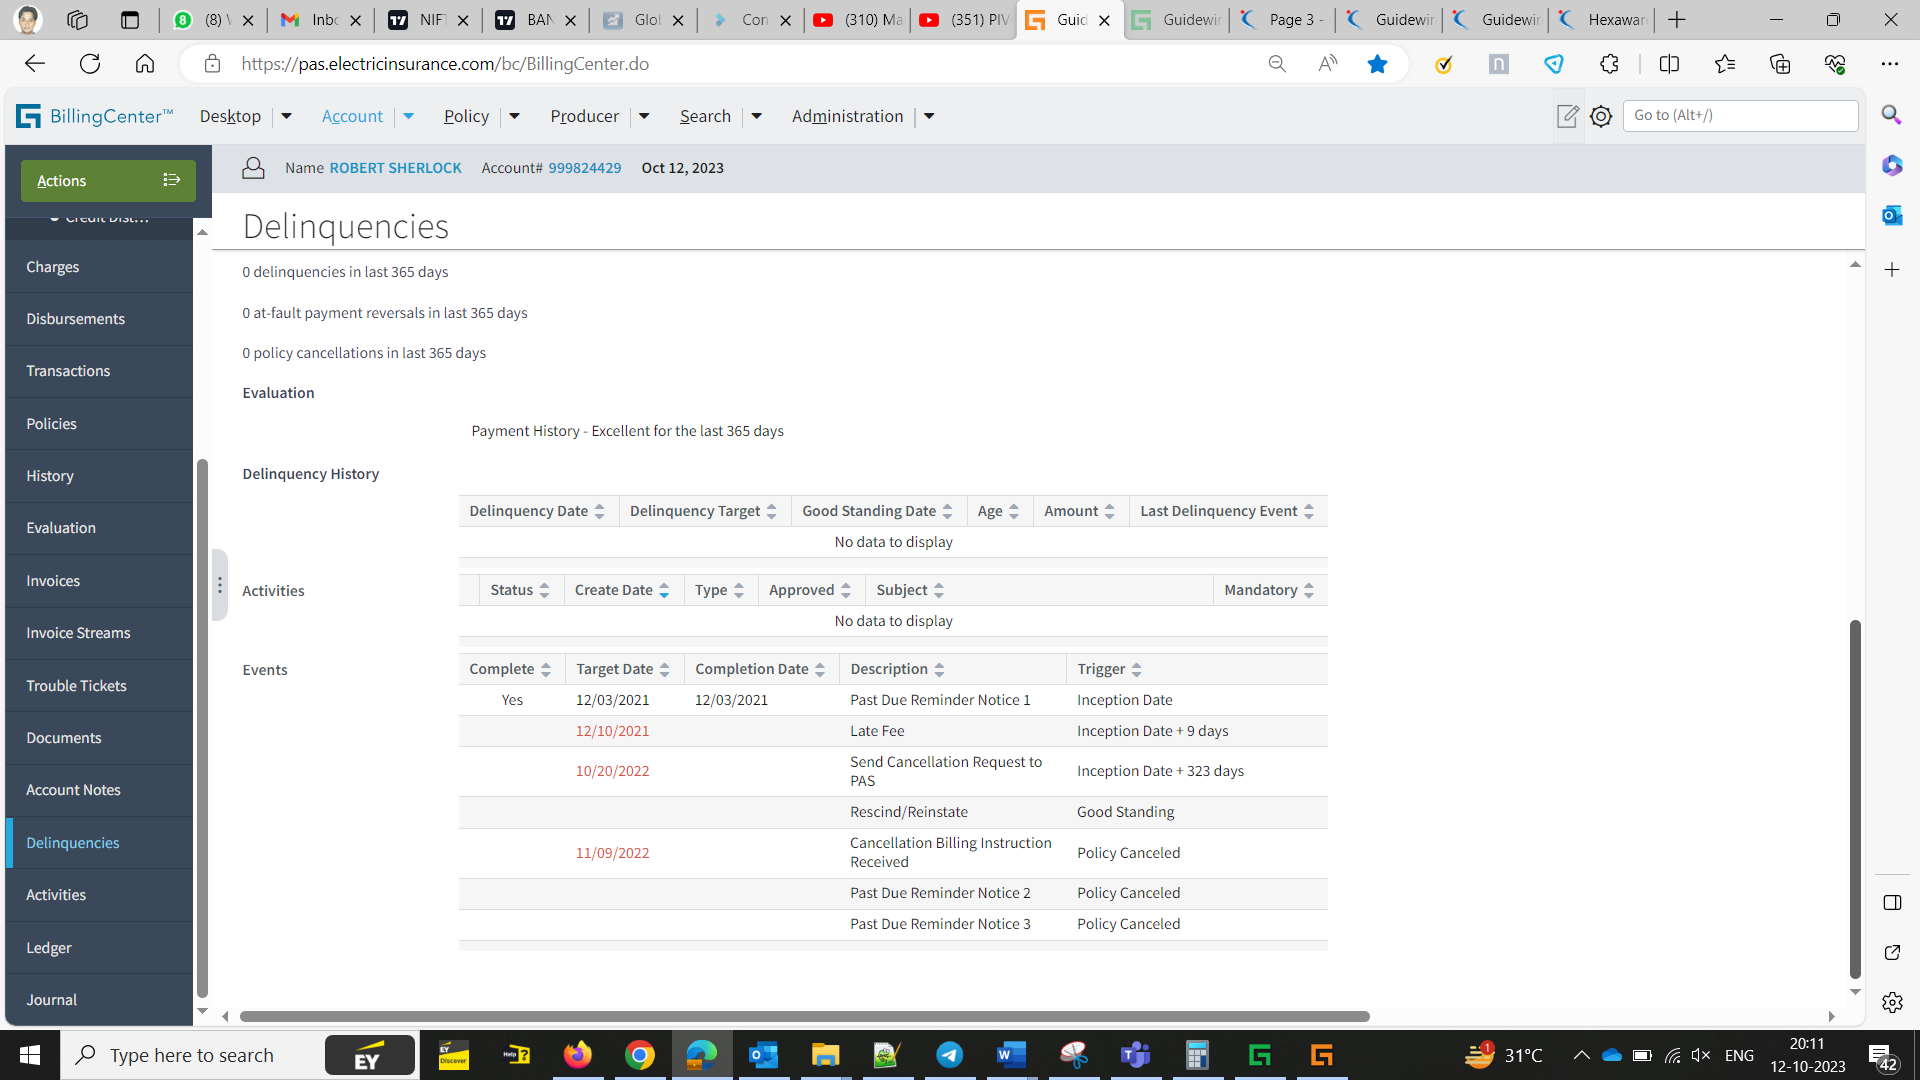 (8) W
Inbo
NIFT
BAN
Glob
Con
(310) Ma
(351) PIV
Guid
Guidewir
Page 3 -
Guidewir
Guidewir
Hexawar
https://pas.electricinsurance.com/bc/BillingCenter.do
BillingCenter™
Desktop
Account
Policy
Producer
Search
Administration
Go to (Alt+/)
Actions
Name ROBERT SHERLOCK Account# 999824429 Oct 12, 2023
Credit Dist...
Charges
Disbursements
Transactions
Policies
History
Evaluation
Invoices
Invoice Streams
Trouble Tickets
Documents
Account Notes
Delinquencies
Activities
Ledger
Journal
Delinquencies
0 delinquencies in last 365 days
0 at-fault payment reversals in last 365 days
0 policy cancellations in last 365 days
Evaluation
Payment History - Excellent for the last 365 days
Delinquency History
Delinquency Date Delinquency Target Good Standing Date Age Amount Last Delinquency Event
No data to display
Activities
Status Create Date Type Approved Subject Mandatory
No data to display
Events
Complete Target Date Completion Date Description Trigger
Yes 12/03/2021 12/03/2021 Past Due Reminder Notice 1 Inception Date
12/10/2021 Late Fee Inception Date + 9 days
10/20/2022 Send Cancellation Request to PAS Inception Date + 323 days
Rescind/Reinstate Good Standing
11/09/2022 Cancellation Billing Instruction Received Policy Canceled
Past Due Reminder Notice 2 Policy Canceled
Past Due Reminder Notice 3 Policy Canceled
Type here to search
EY
EY Discover
Help ?
1
31°C
ENG
20:11
12-10-2023
42